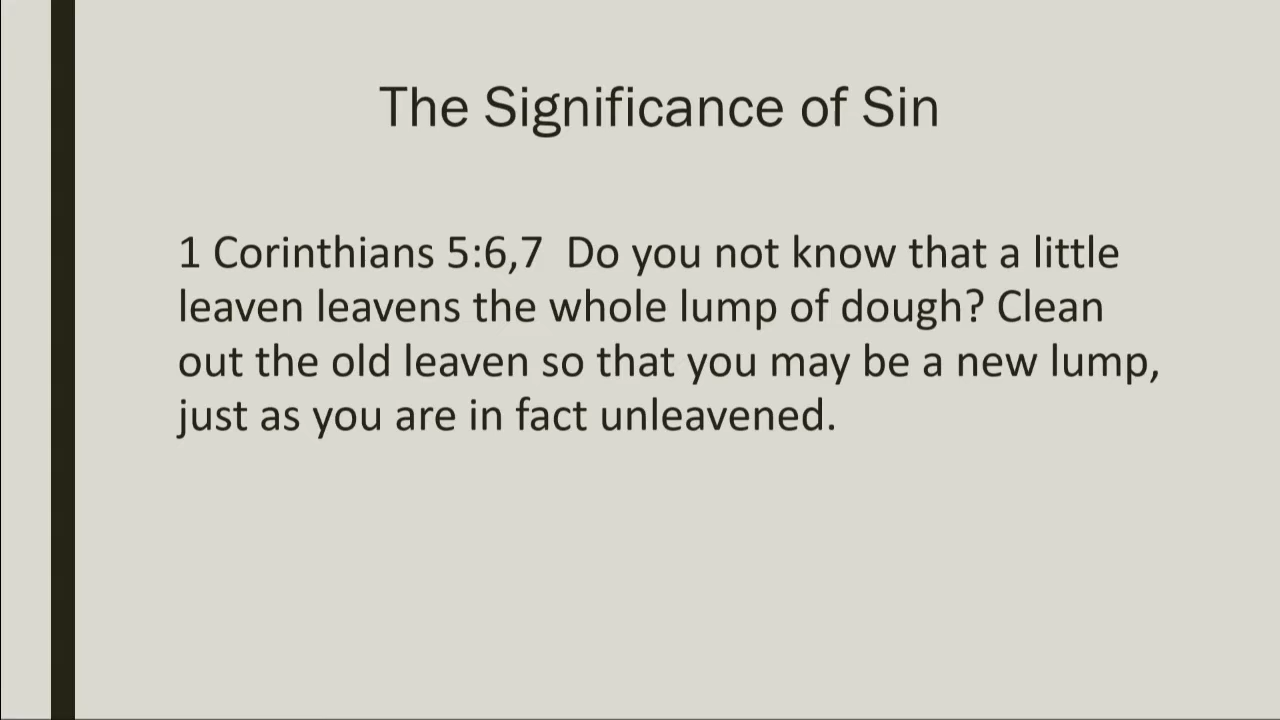 The Significance of Sin
1 Corinthians 5:6,7  Do you not know that a little
leaven leavens the whole lump of dough? Clean
out the old leaven so that you may be a new lump,
just as you are in fact unleavened.